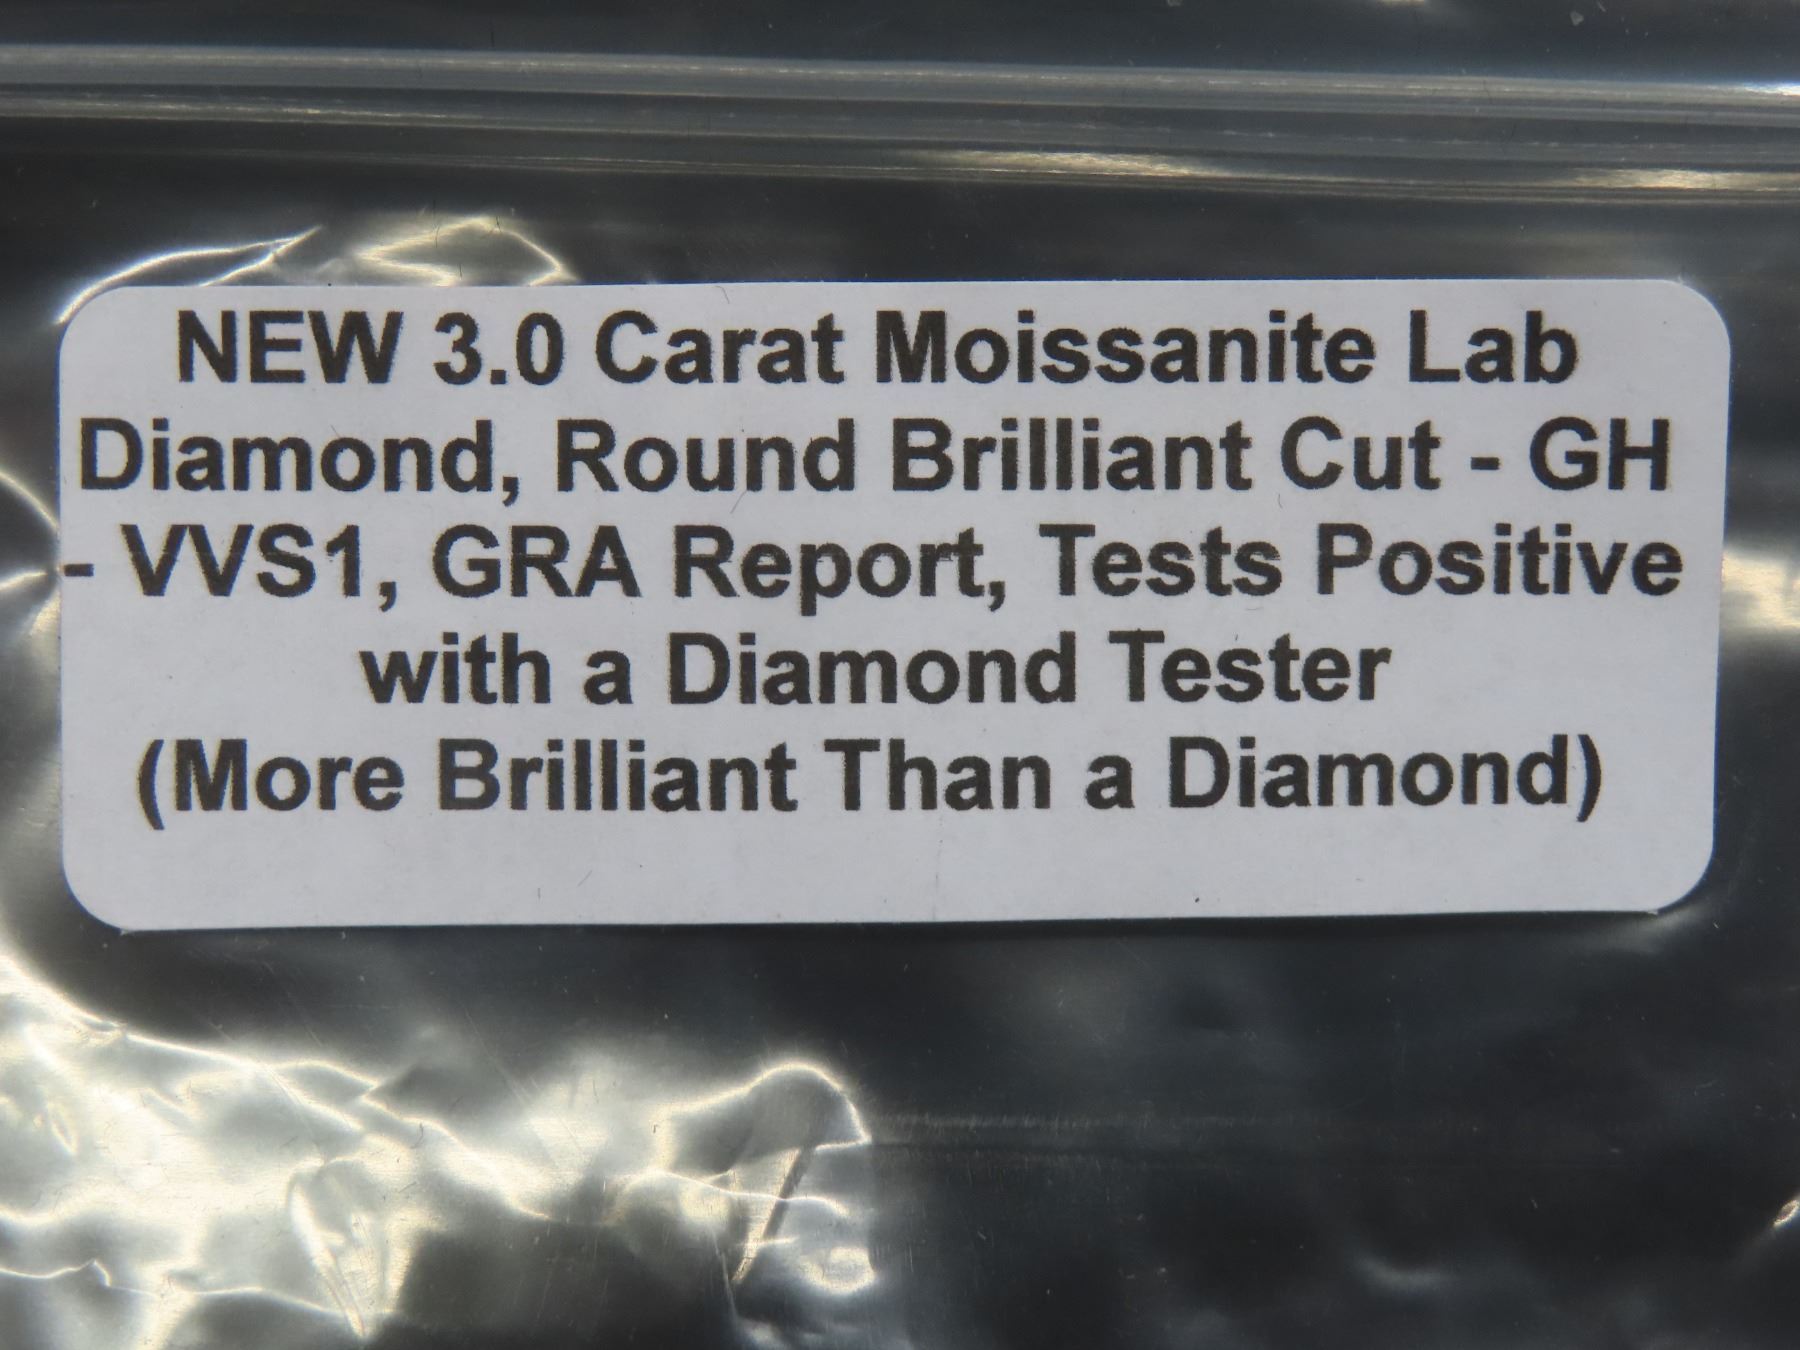 NEW 3.0 Carat Moissanite Lab
Diamond, Round Brilliant Cut - GH
- VVS1, GRA Report, Tests Positive
with a Diamond Tester
(More Brilliant Than a Diamond)